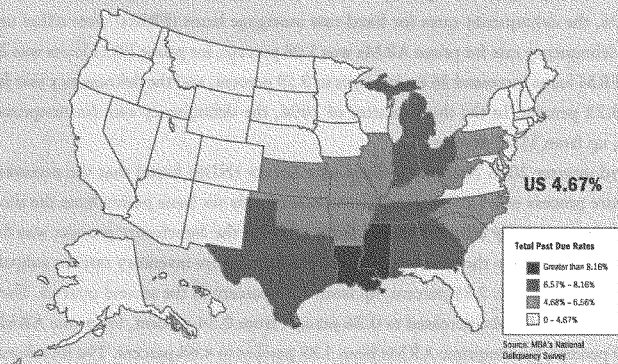 US 4.67%
Total Past Due Rates
Greater than 8.16%
6.57% - 8.16%
4.68% - 6.56%
0 - 4.67%
Source: MBA's National
Deliquency Survey